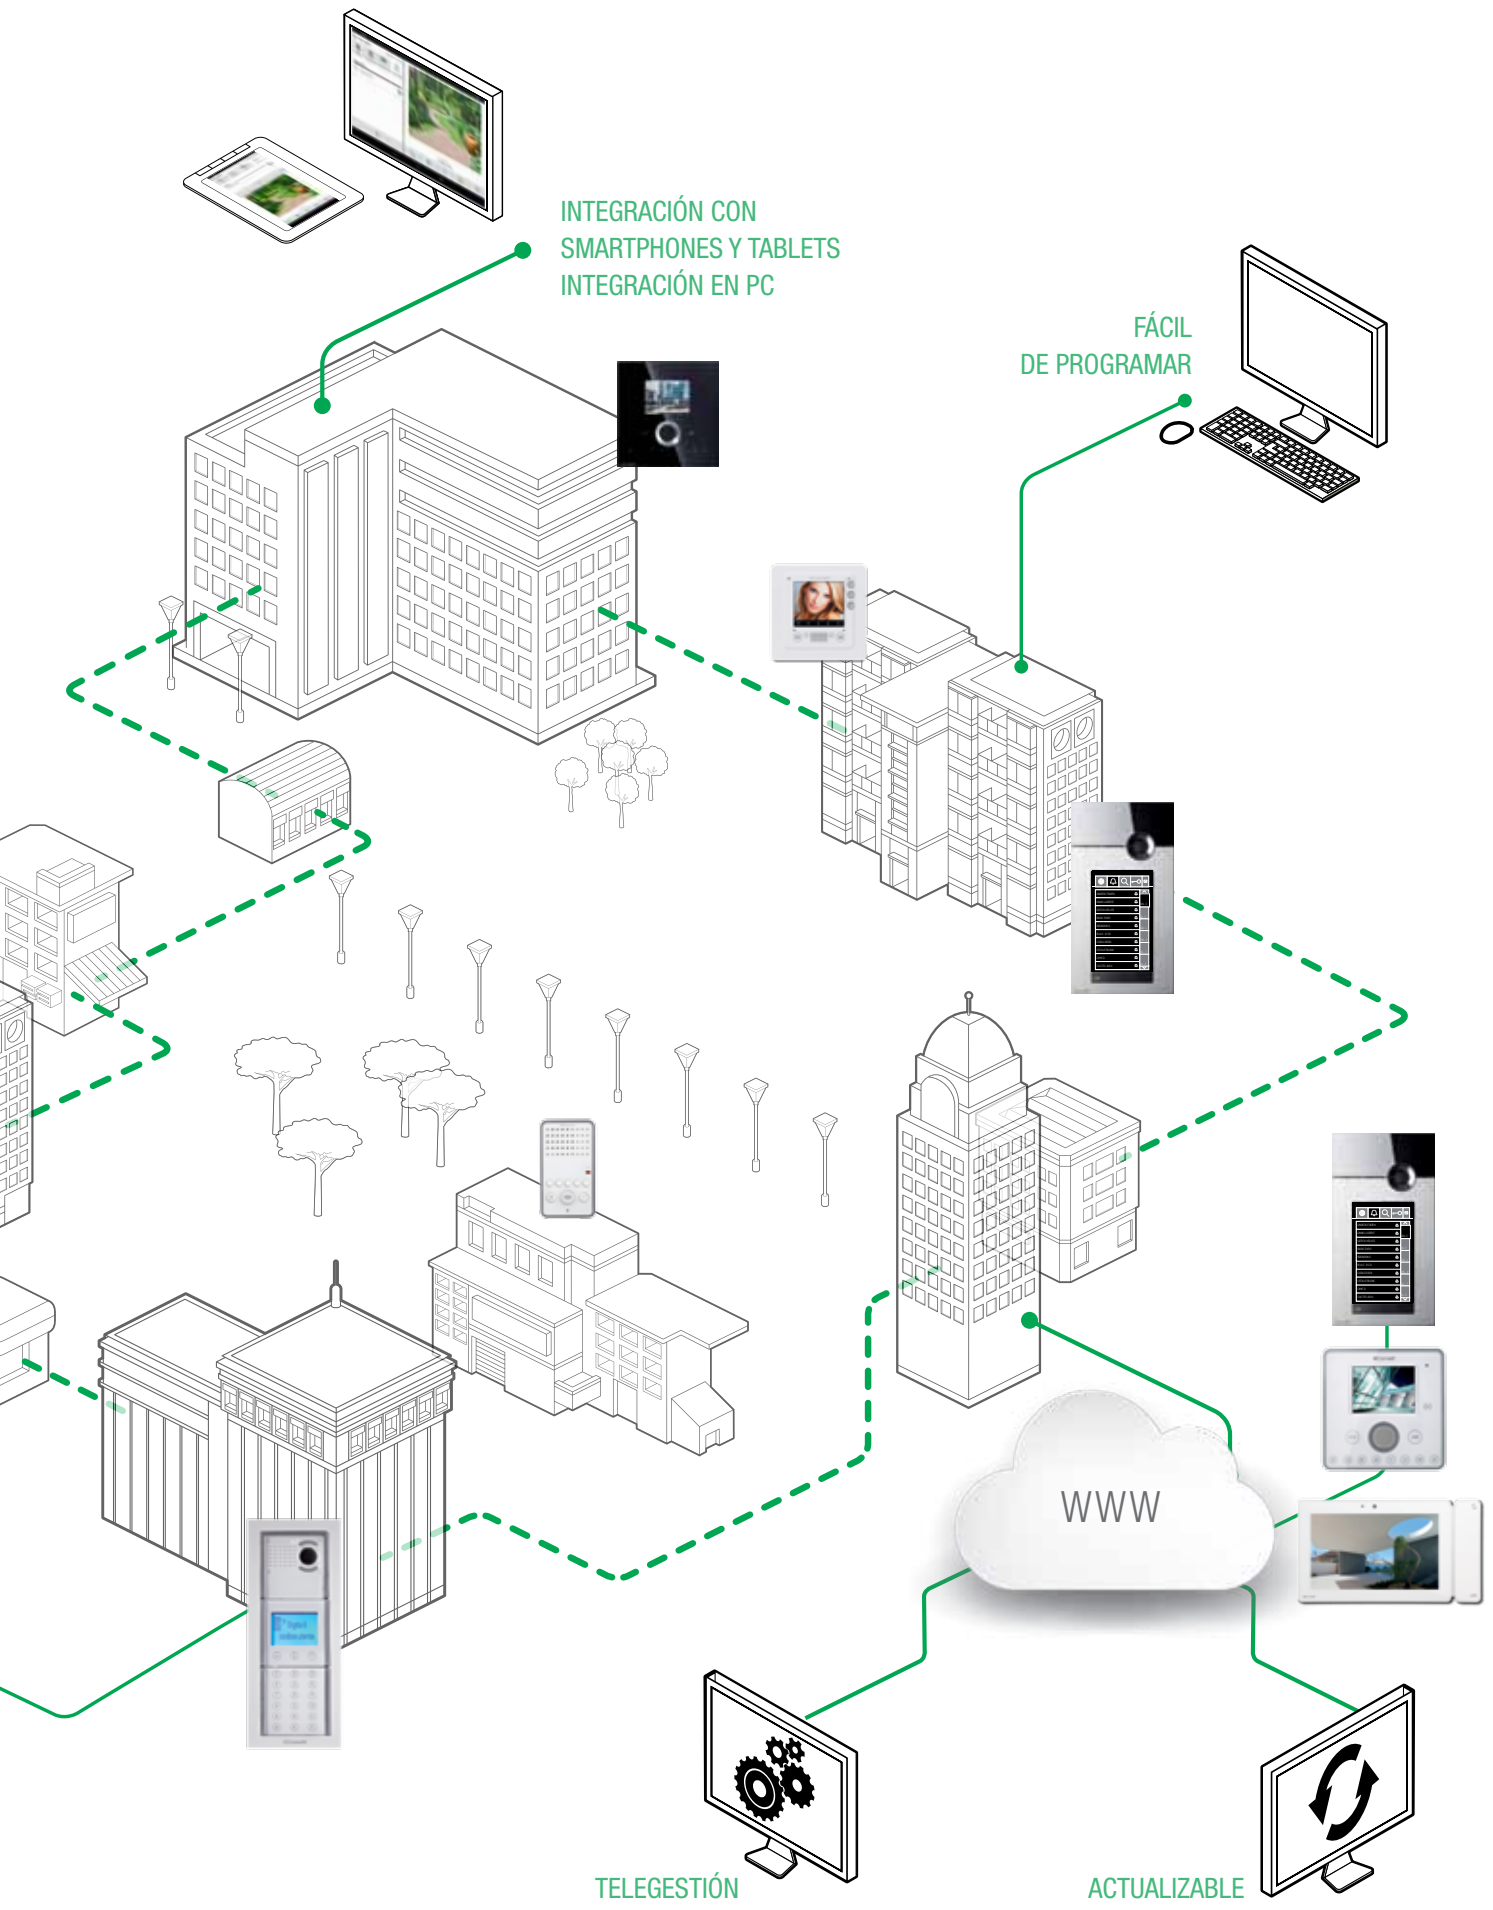 INTEGRACIÓN CON
SMARTPHONES Y TABLETS
INTEGRACIÓN EN PC
FÁCIL
DE PROGRAMAR
WWW
TELEGESTIÓN
ACTUALIZABLE